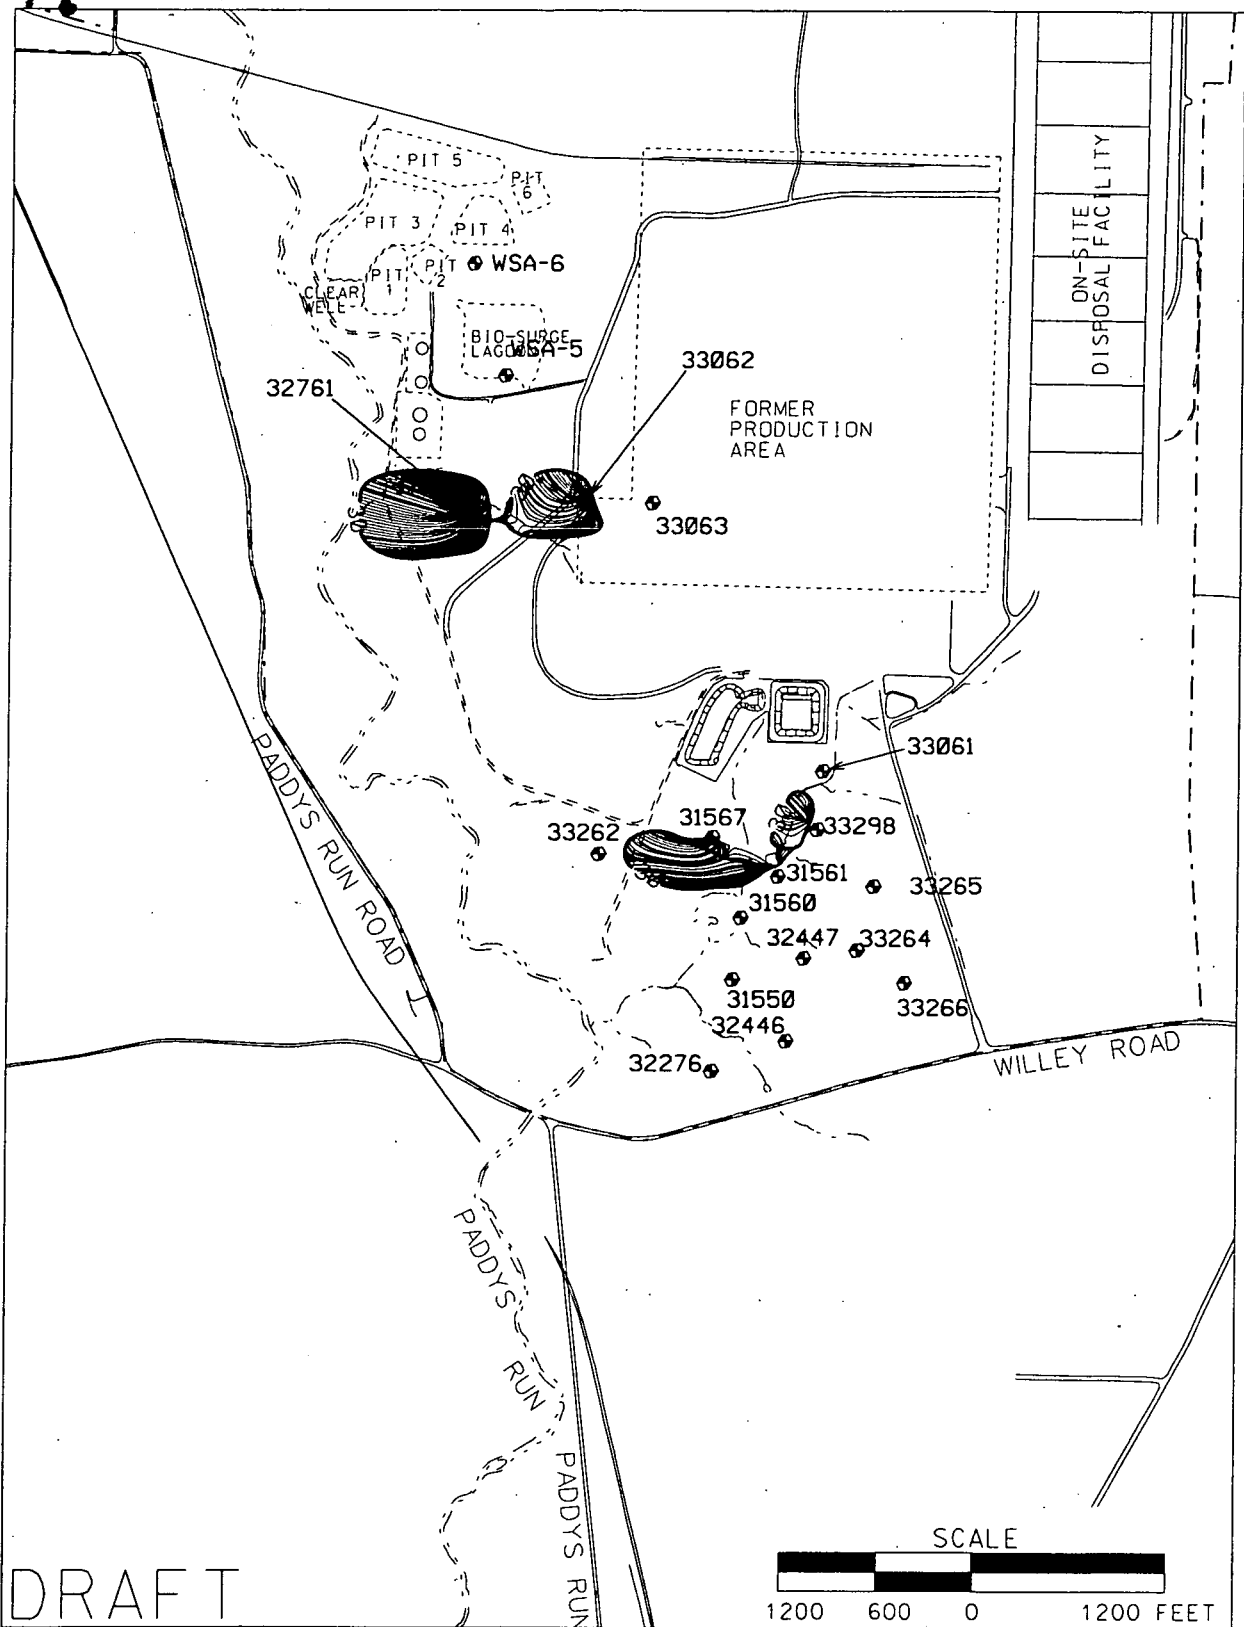 PIT 5
PIT
6
PIT 3
PIT 4
PIT
1
PIT
2
WSA-6
CLEAR
WELL
BIO-SURGE
LAGOON
WSA-5
ON-SITE
DISPOSAL FACILITY
33062
32761
FORMER
PRODUCTION
AREA
33063
33061
PADDYS RUN ROAD
31567
33262
33298
31561
33265
31560
32447
33264
31550
33266
32446
32276
WILLEY ROAD
PADDYS
RUN
PADDYS RUN
SCALE
1200 600 0 1200 FEET
DRAFT